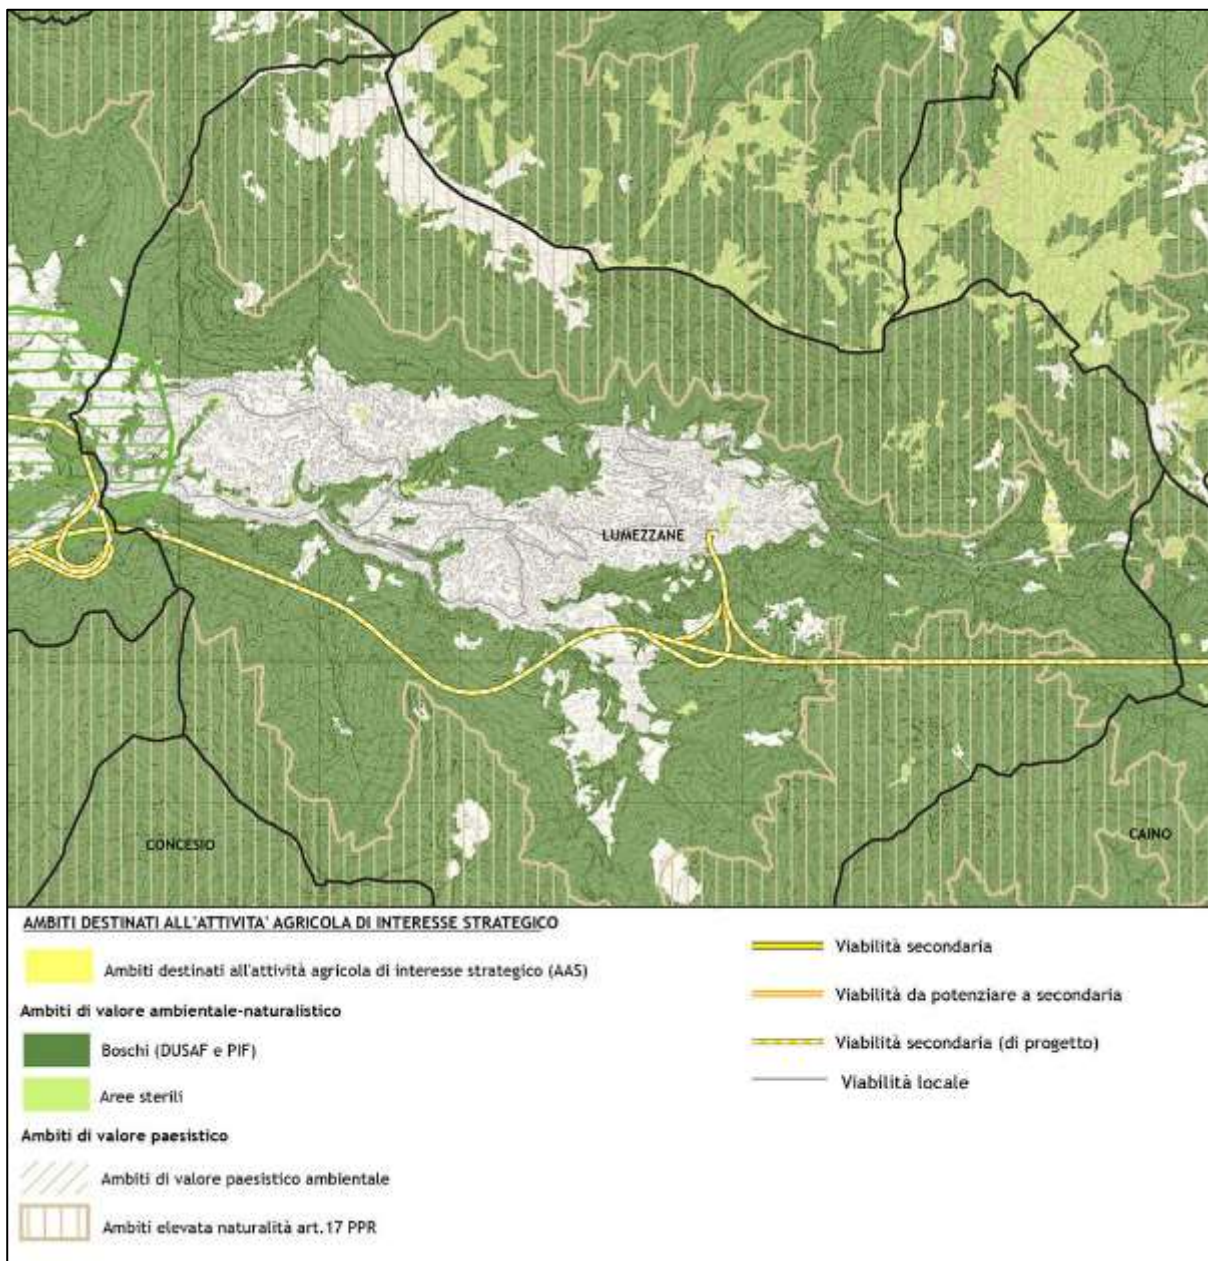 LUMEZZANE
CONCESIO
CAINO
AMBITI DESTINATI ALL'ATTIVITA' AGRICOLA DI INTERESSE STRATEGICO
Ambiti destinati all'attività agricola di interesse strategico (AAS)
Ambiti di valore ambientale-naturalistico
Boschi (DUSAF e PIF)
Aree sterili
Ambiti di valore paesistico
Ambiti di valore paesistico ambientale
Ambiti elevata naturalità art.17 PPR
Viabilità secondaria
Viabilità da potenziare a secondaria
Viabilità secondaria (di progetto)
Viabilità locale